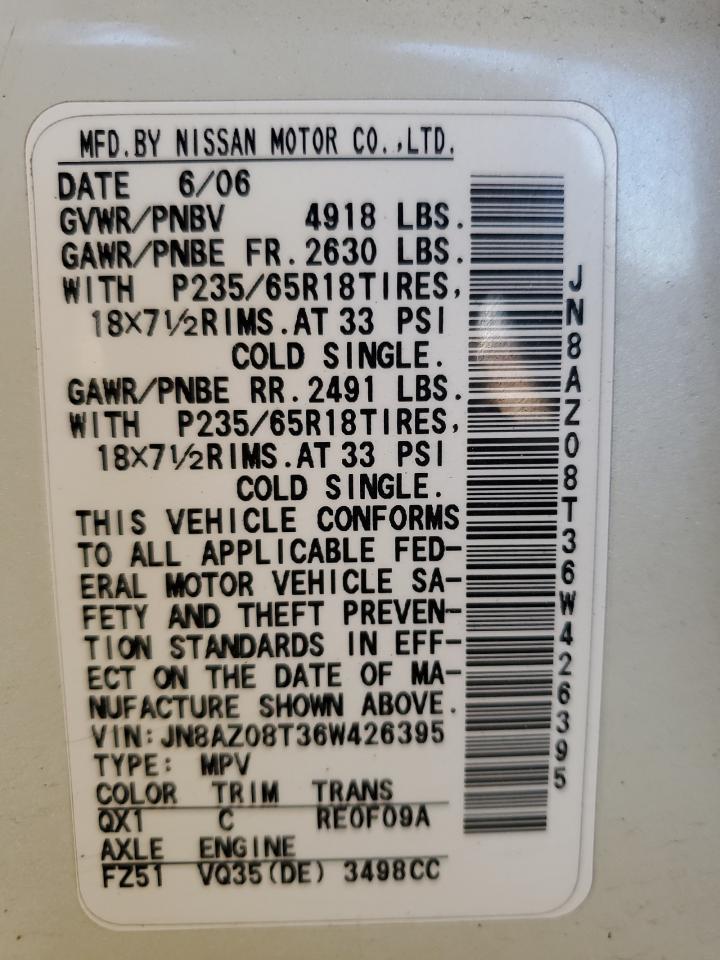 MFD.BY NISSAN MOTOR CO.,LTD.
DATE 6/06
GVWR/PNBV 4918 LBS.
GAWR/PNBE FR.2630 LBS.
WITH P235/65R18TIRES,
18X7½RIMS.AT 33 PSI
COLD SINGLE.
GAWR/PNBE RR.2491 LBS.
WITH P235/65R18TIRES,
18X7½RIMS.AT 33 PSI
COLD SINGLE.
THIS VEHICLE CONFORMS
TO ALL APPLICABLE FED-
ERAL MOTOR VEHICLE SA-
FETY AND THEFT PREVEN-
TION STANDARDS IN EFF-
ECT ON THE DATE OF MA-
NUFACTURE SHOWN ABOVE.
VIN:JN8AZ08T36W426395
TYPE: MPV
COLOR TRIM TRANS
QX1 C RE0F09A
AXLE ENGINE
FZ51 VQ35(DE) 3498CC
JN8AZ08T36W426395